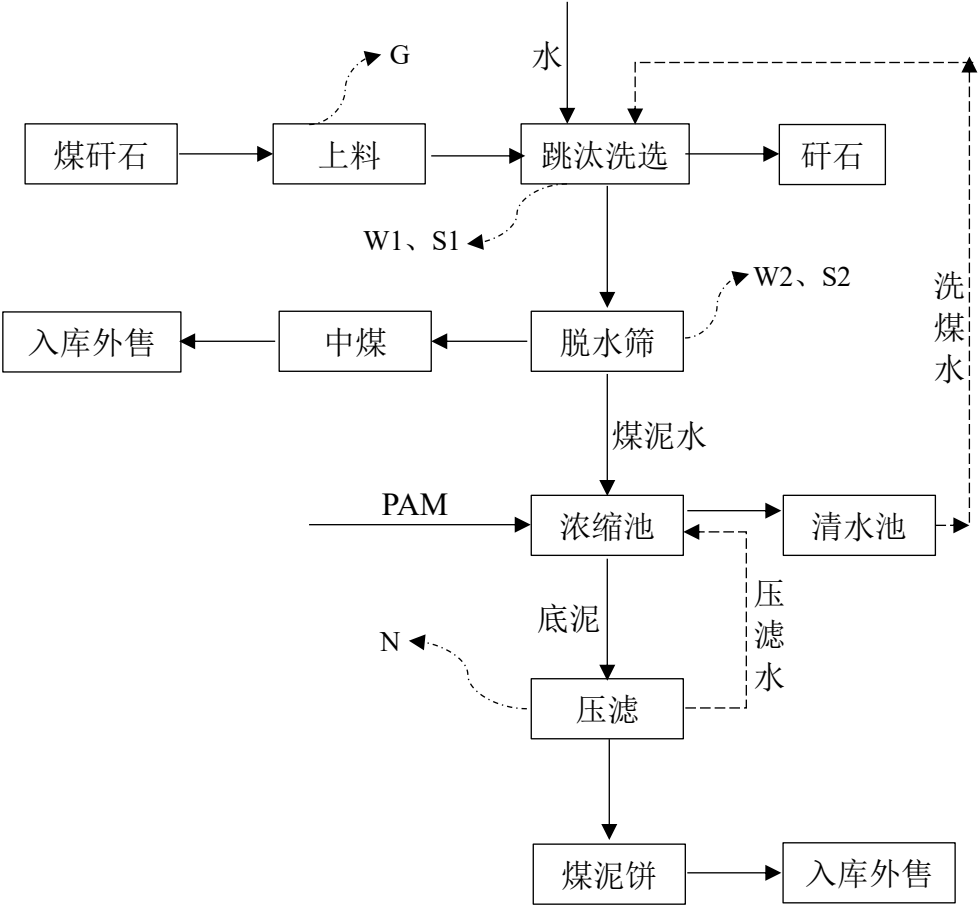 水
G
煤矸石
上料
跳汰洗选
矸石
W1、S1
W2、S2
洗煤水
入库外售
中煤
脱水筛
煤泥水
PAM
浓缩池
清水池
底泥
压滤水
N
压滤
煤泥饼
入库外售